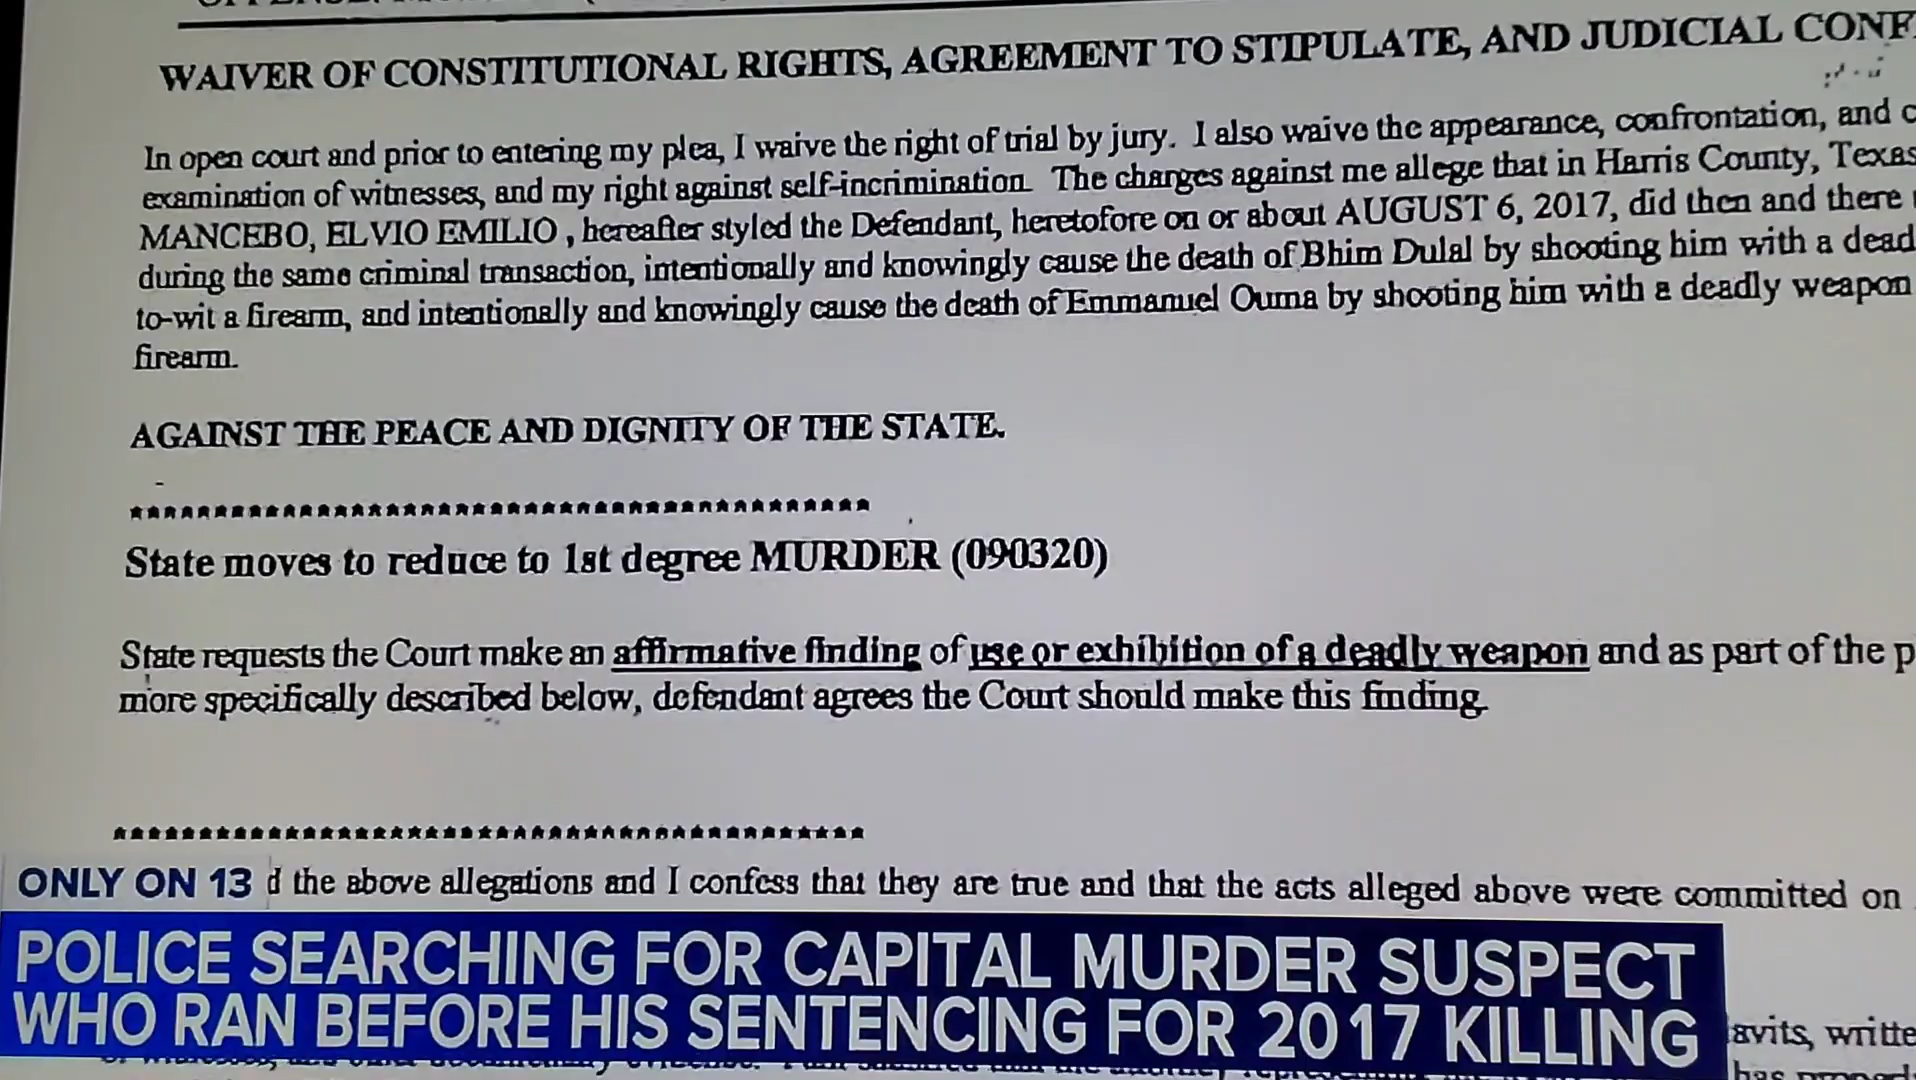 WAIVER OF CONSTITUTIONAL RIGHTS, AGREEMENT TO STIPULATE, AND JUDICIAL CONF
In open court and prior to entering my plea, I waive the right of trial by jury. I also waive the appearance, confrontation, and c
examination of witnesses, and my right against self-incrimination. The charges against me allege that in Harris County, Texas
MANCEBO, ELVIO EMILIO , hereafter styled the Defendant, heretofore on or about AUGUST 6, 2017, did then and there
during the same criminal transaction, intentionally and knowingly cause the death of Bhim Dulal by shooting him with a dead
to-wit a firearm, and intentionally and knowingly cause the death of Emmanuel Ouma by shooting him with a deadly weapon
firearm.
AGAINST THE PEACE AND DIGNITY OF THE STATE.
State moves to reduce to 1st degree MURDER (090320)
State requests the Court make an affirmative finding of use or exhibition of a deadly weapon and as part of the p
more specifically described below, defendant agrees the Court should make this finding.
ONLY ON 13 d the above allegations and I confess that they are true and that the acts alleged above were committed on
POLICE SEARCHING FOR CAPITAL MURDER SUSPECT
WHO RAN BEFORE HIS SENTENCING FOR 2017 KILLING
avits, writte